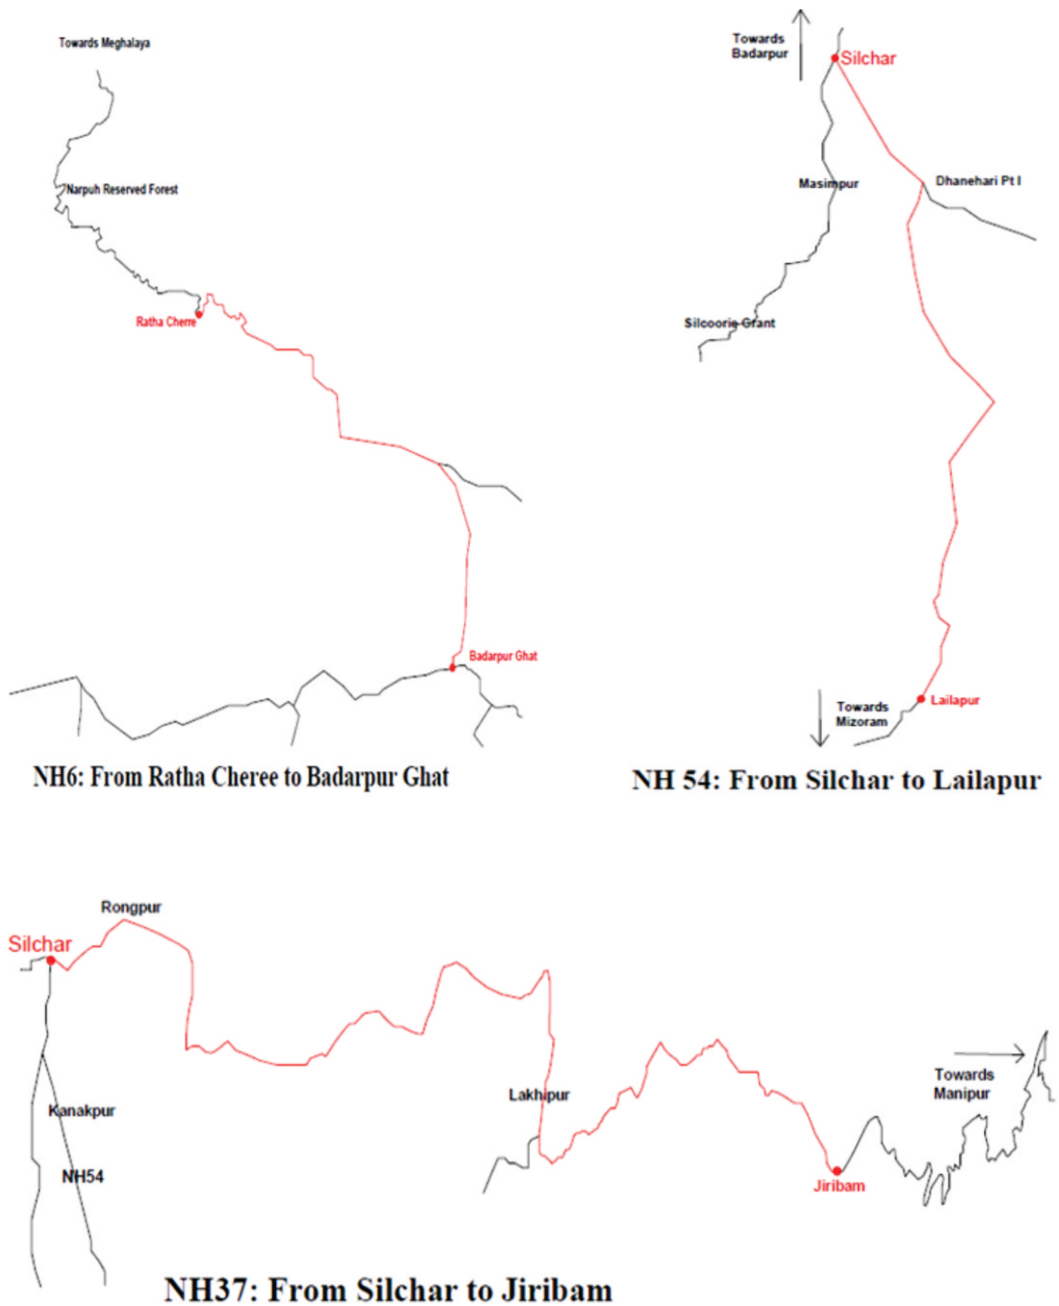 Towards Meghalaya
Narpuh Reserved Forest
Ratha Cherre
Badarpur Ghat
NH6: From Ratha Cheree to Badarpur Ghat
Towards
Badarpur
Silchar
Masimpur
Dhanehari Pt I
Silcoorie Grant
Lailapur
Towards
Mizoram
NH 54: From Silchar to Lailapur
Rongpur
Silchar
Kanakpur
NH54
Lakhipur
Towards
Manipur
Jiribam
NH37: From Silchar to Jiribam